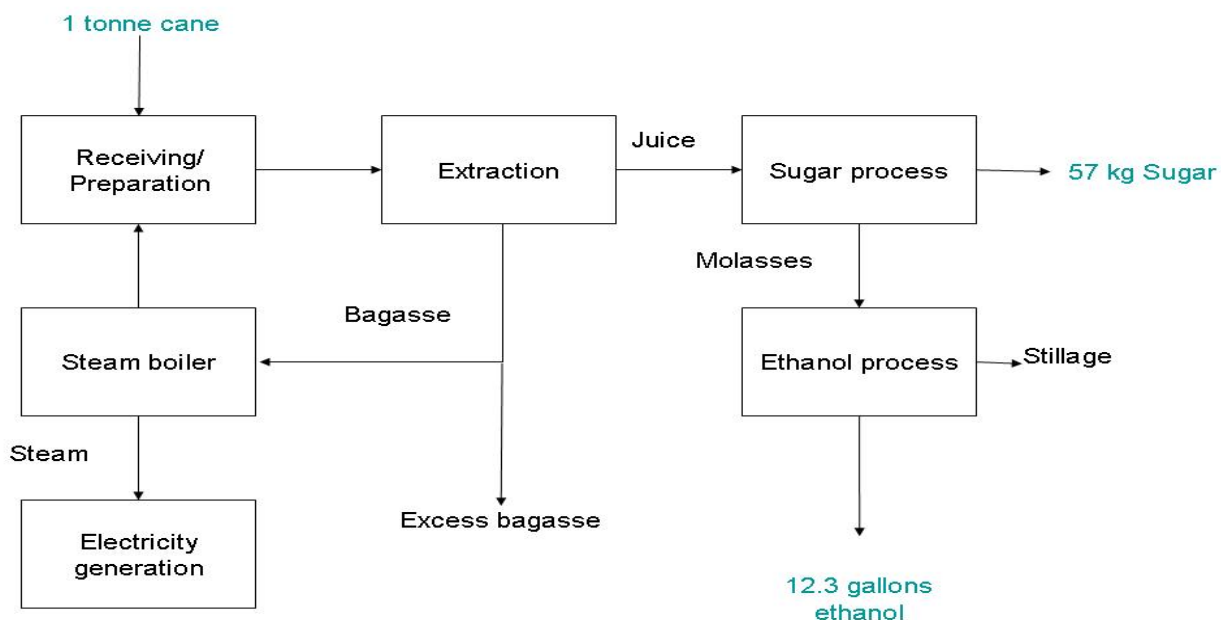 1 tonne cane
Receiving/
Preparation
Extraction
Juice
Sugar process
57 kg Sugar
Molasses
Bagasse
Steam boiler
Ethanol process
Stillage
Steam
Excess bagasse
Electricity
generation
12.3 gallons
ethanol